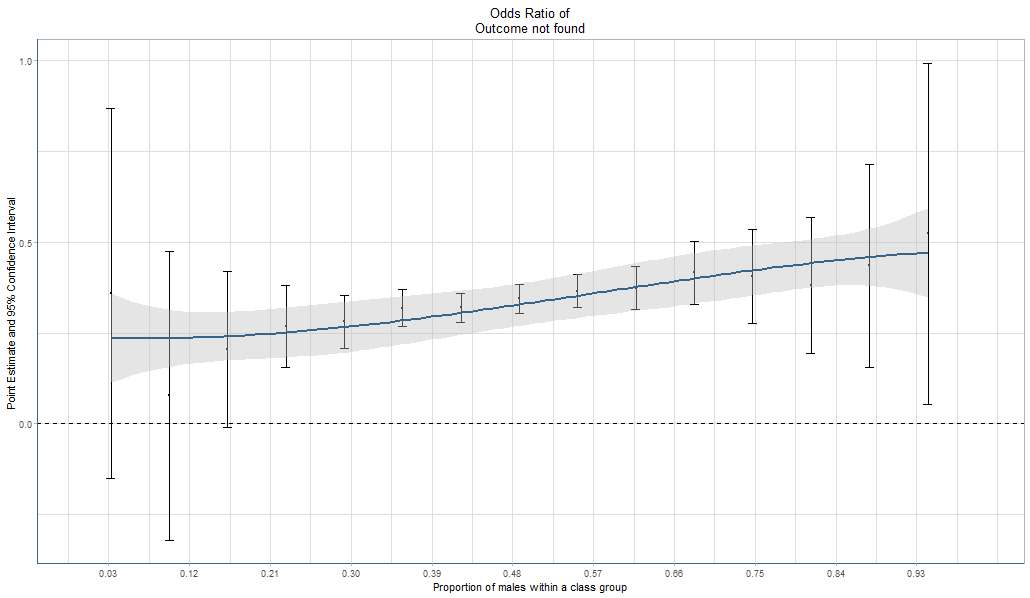 Odds Ratio of
Outcome not found
Point Estimate and 95% Confidence Interval
1.0
0.5
0.0
0.03 0.12 0.21 0.30 0.39 0.48 0.57 0.66 0.75 0.84 0.93
Proportion of males within a class group